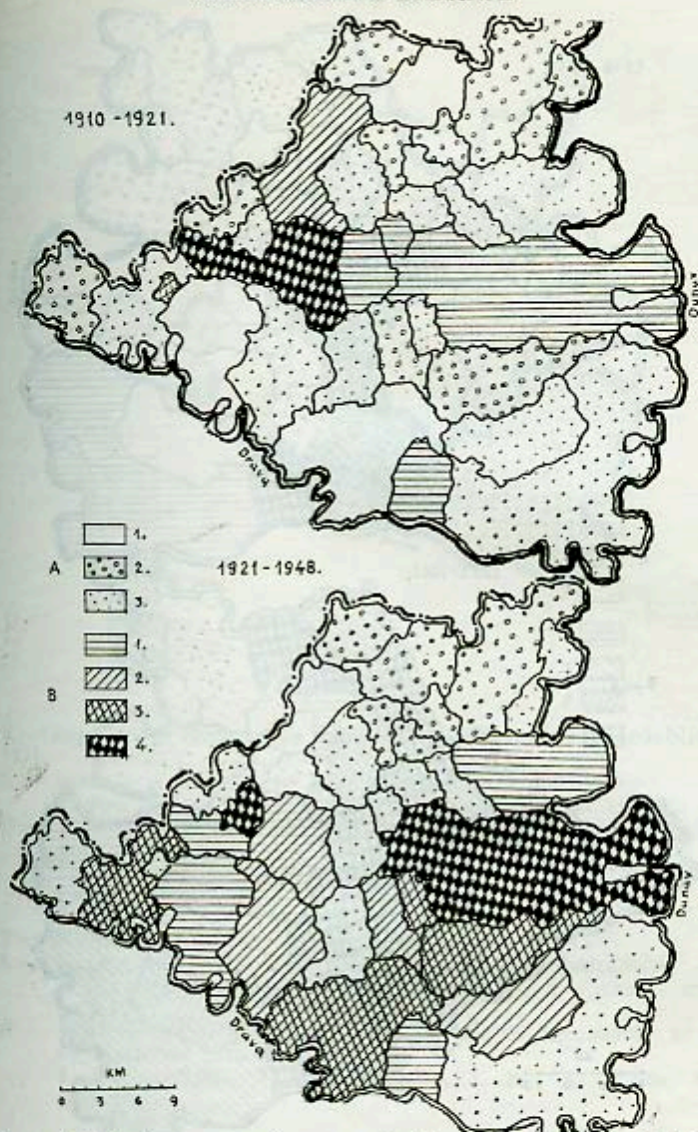 1910-1921.
Dunav
Drava
A
1.
2.
3.
1921-1948.
B
1.
2.
3.
4.
Dunav
Drava
KM
0 3 6 9